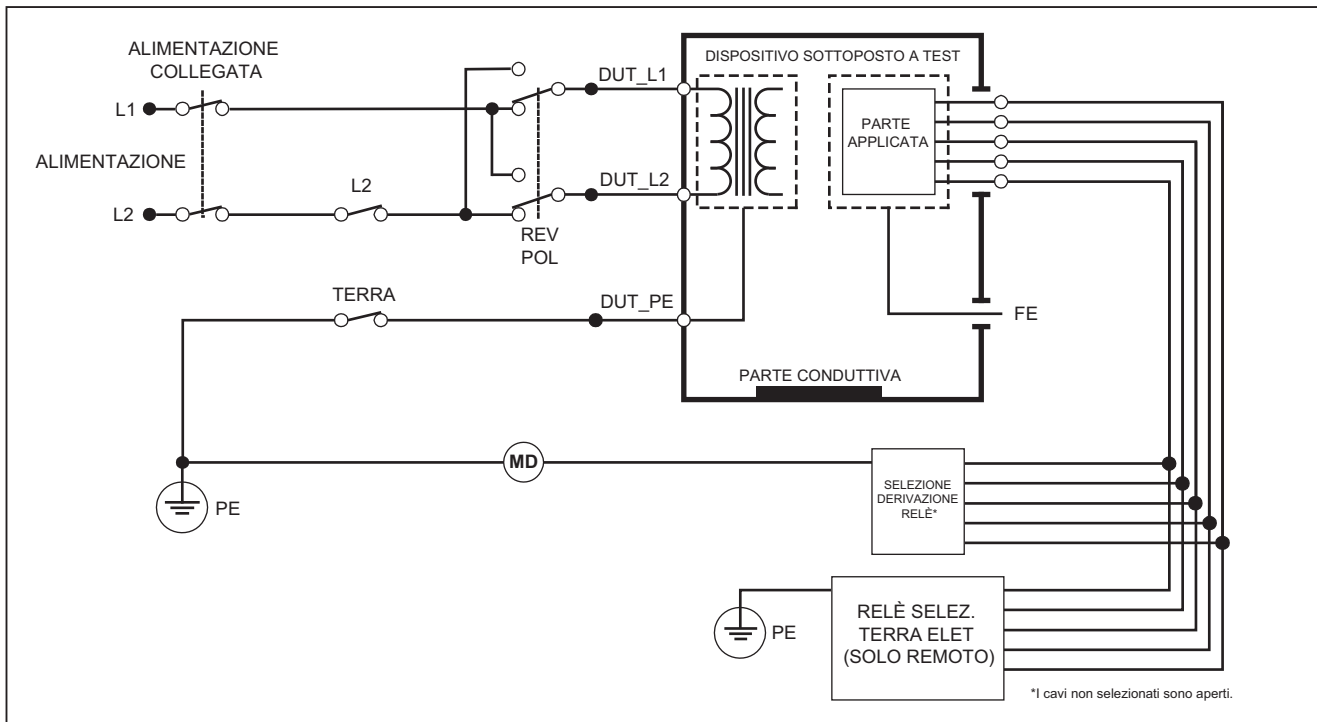 ALIMENTAZIONE
COLLEGATA
L1
ALIMENTAZIONE
L2
L2
REV
POL
DUT_L1
DUT_L2
DISPOSITIVO SOTTOPOSTO A TEST
PARTE
APPLICATA
TERRA
DUT_PE
FE
PARTE CONDUTTIVA
MD
PE
SELEZIONE
DERIVAZIONE
RELÈ*
PE
RELÈ SELEZ.
TERRA ELET
(SOLO REMOTO)
*I cavi non selezionati sono aperti.